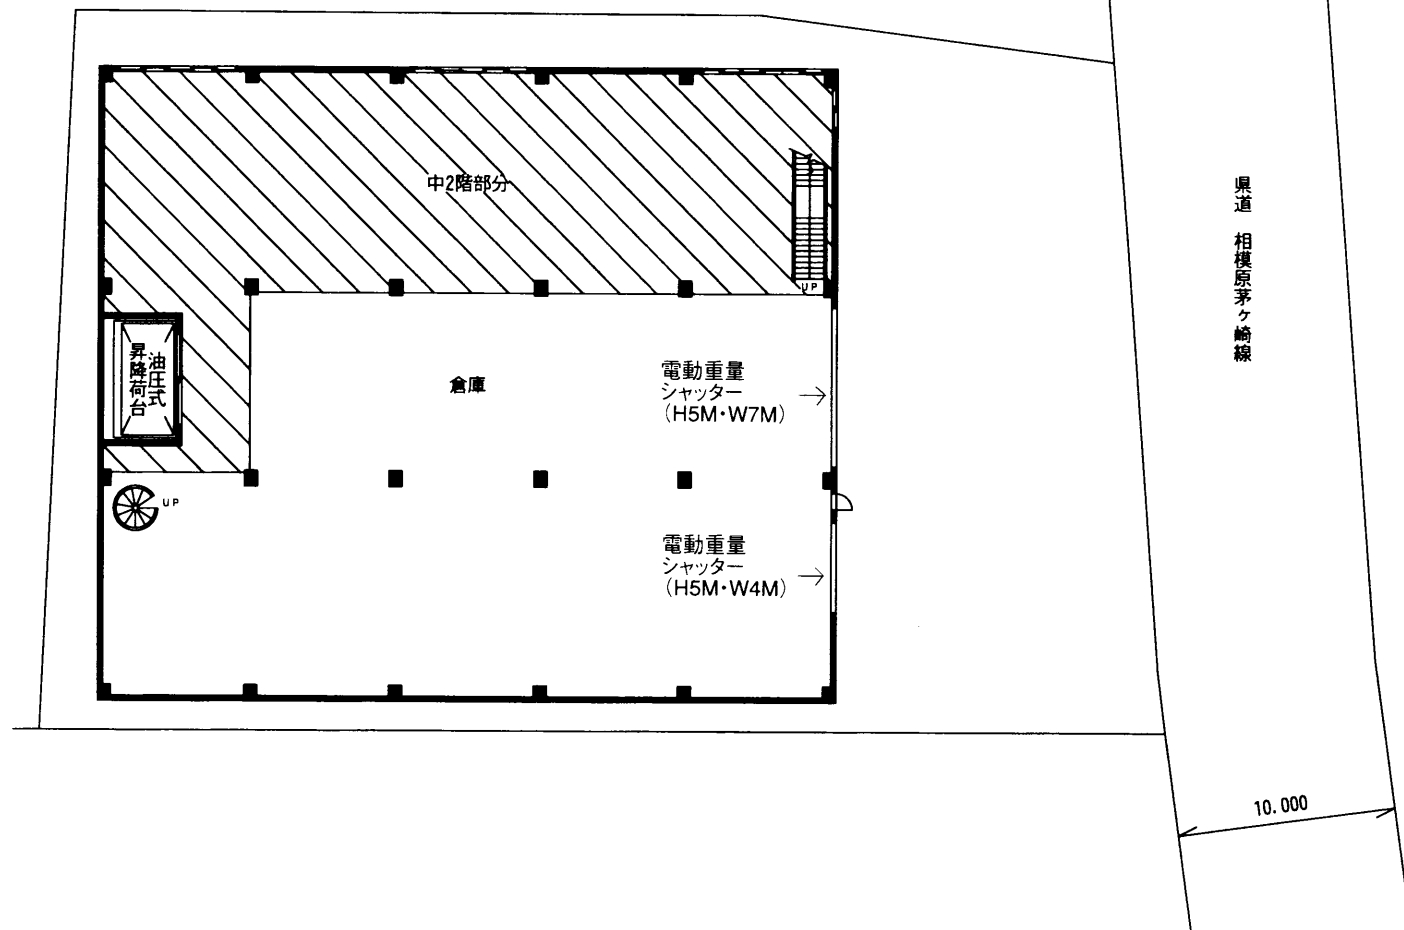 中2階部分
UP
県道 相模原茅ヶ崎線
油圧式
昇降荷台
倉庫
電動重量
シャッター
(H5M・W7M)
UP
電動重量
シャッター
(H5M・W4M)
10.000